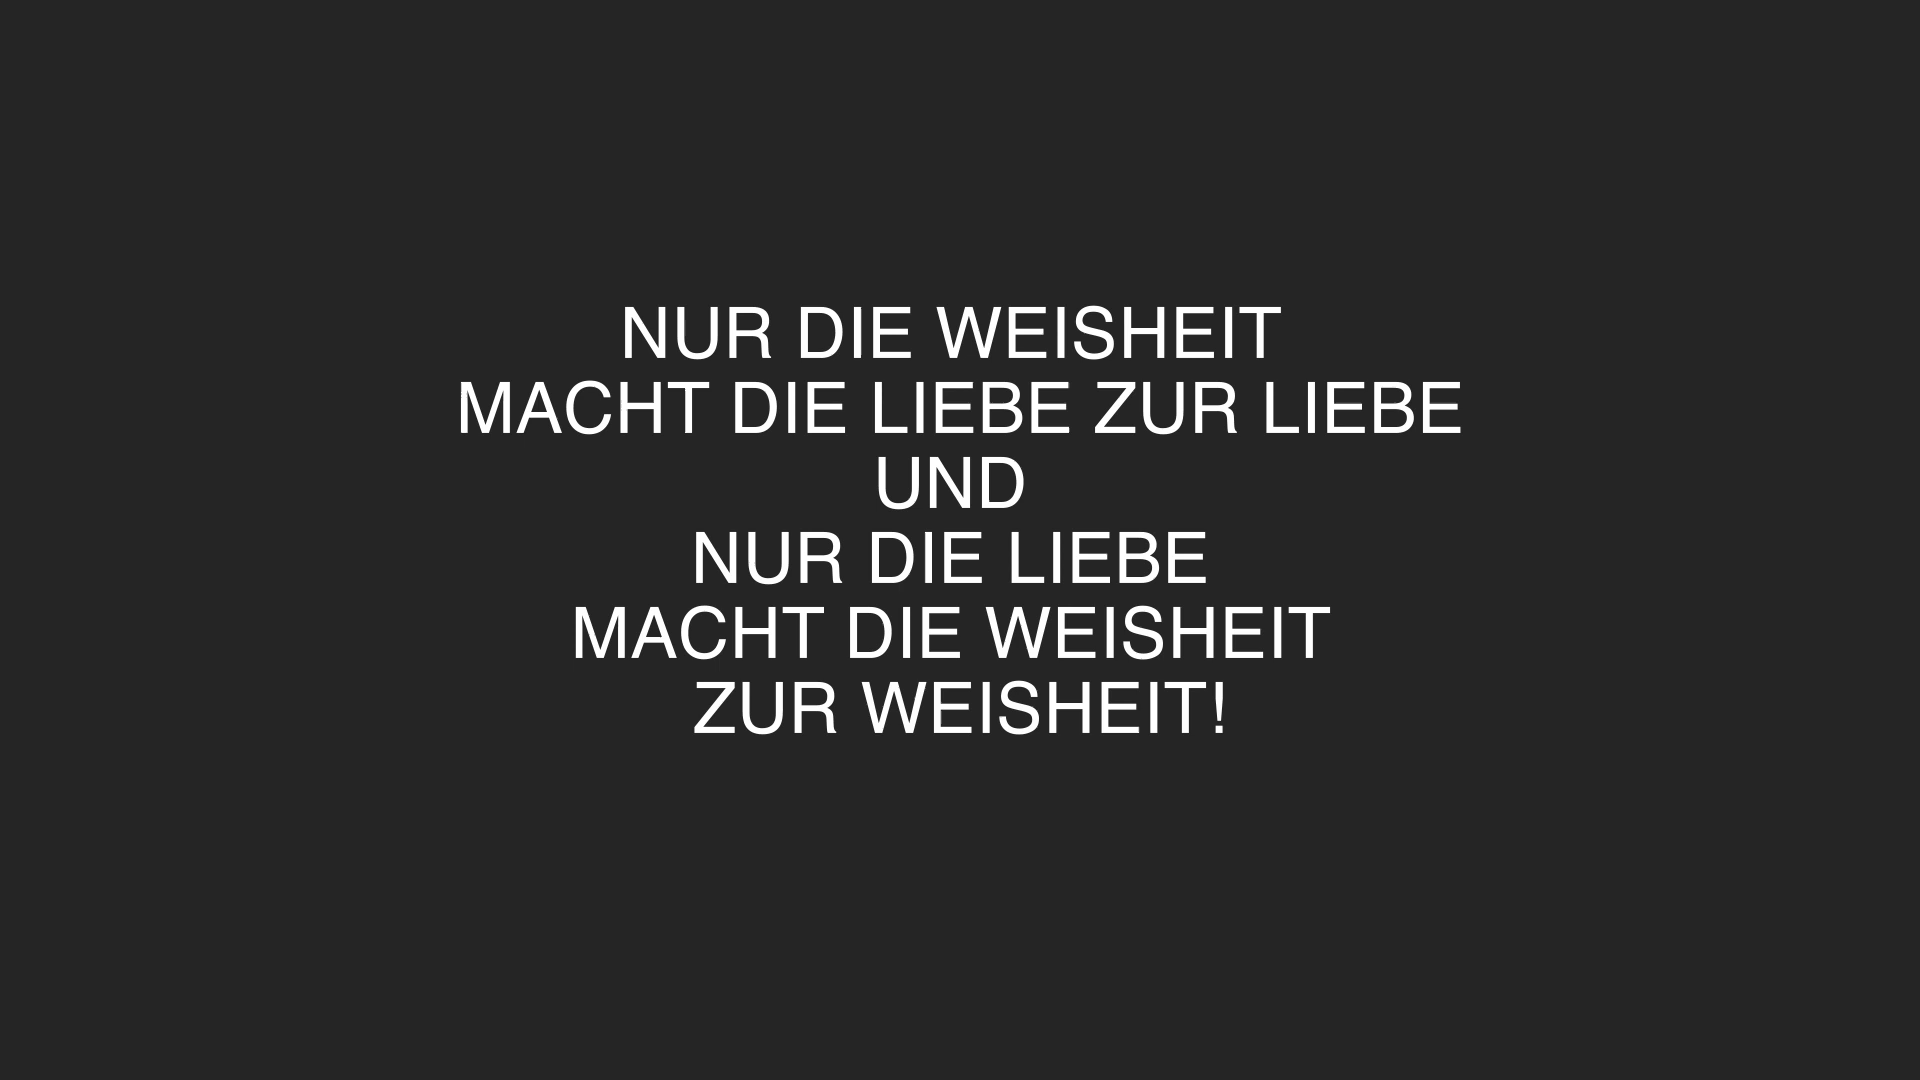 NUR DIE WEISHEIT
MACHT DIE LIEBE ZUR LIEBE
UND
NUR DIE LIEBE
MACHT DIE WEISHEIT
ZUR WEISHEIT!